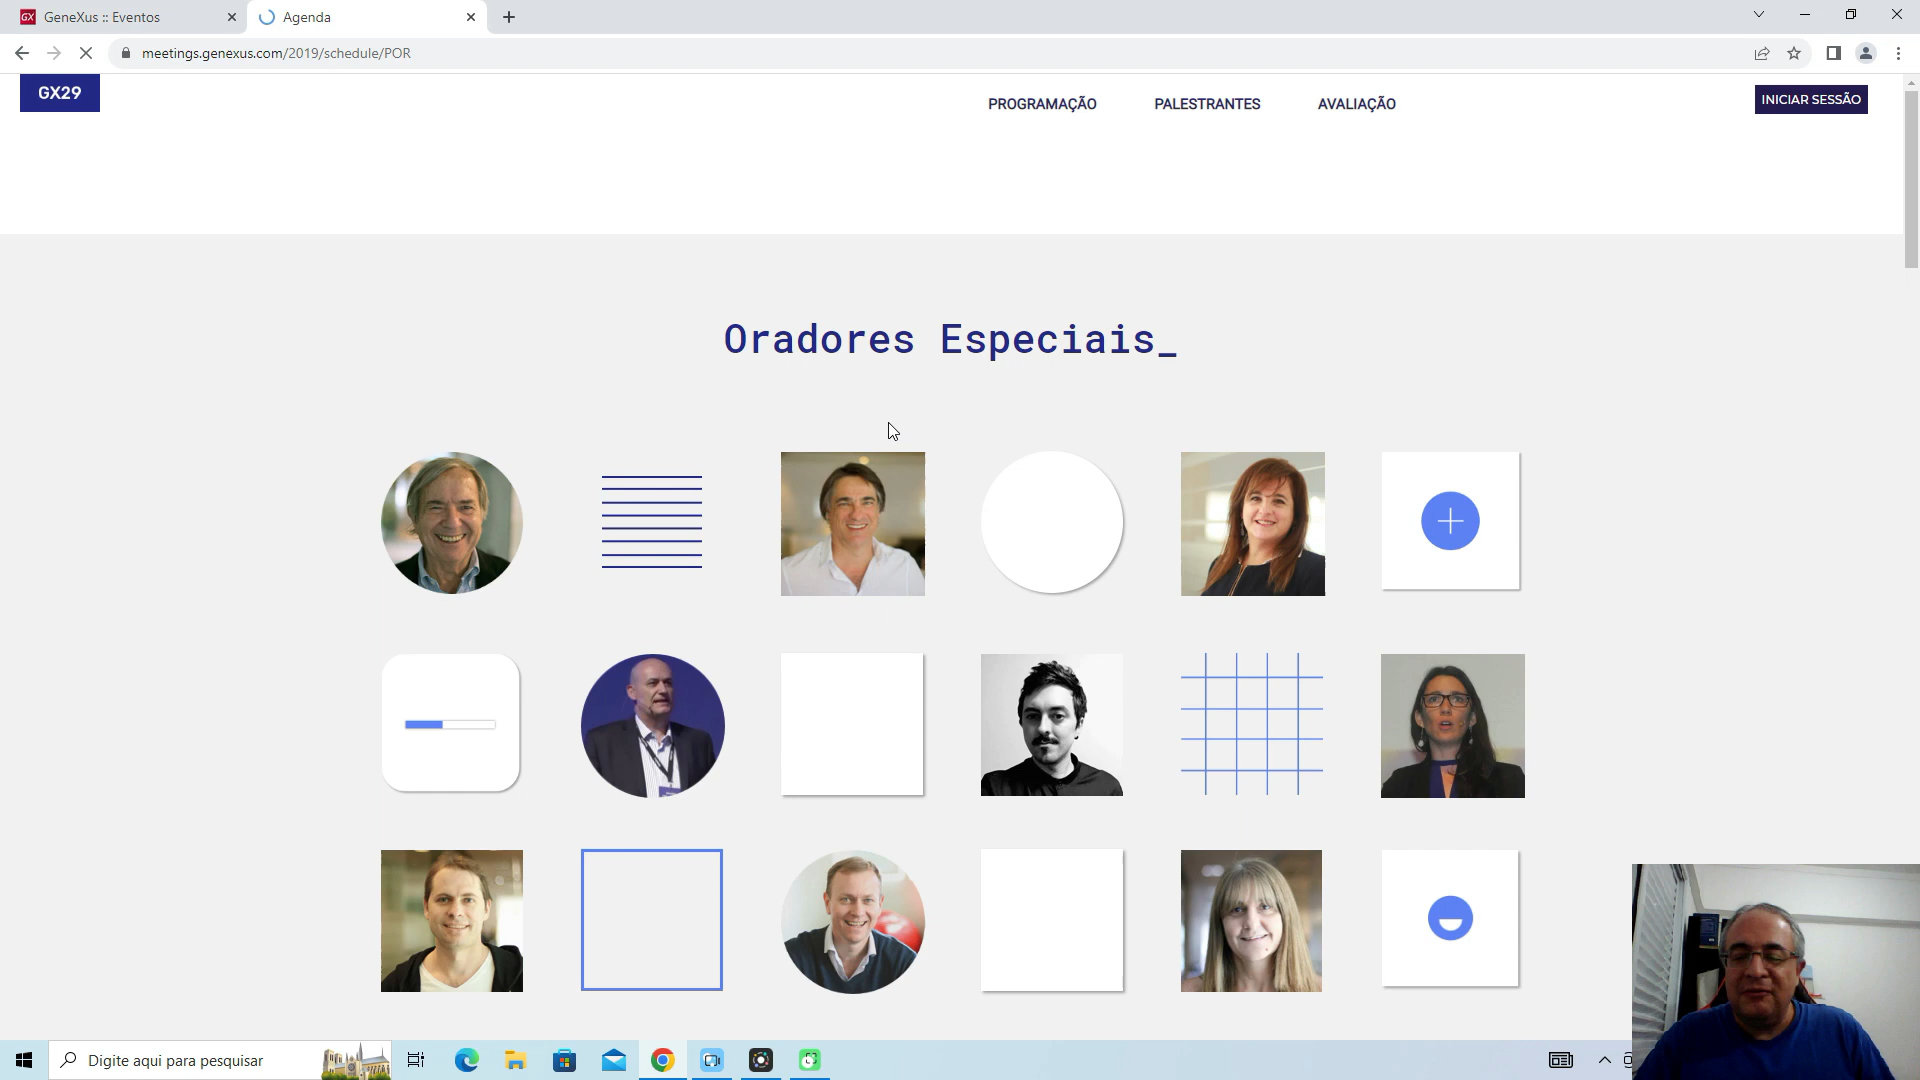 GeneXus :: Eventos
Agenda
meetings.genexus.com/2019/schedule/POR
GX29
PROGRAMAÇÃO
PALESTRANTES
AVALIAÇÃO
INICIAR SESSÃO
Oradores Especiais_
Digite aqui para pesquisar